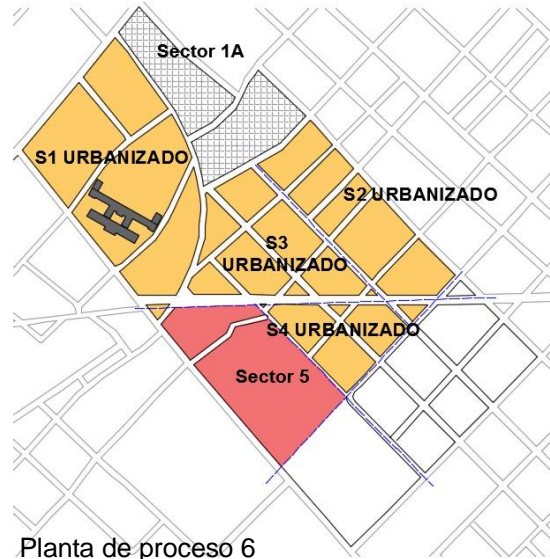 Sector 1A
S1 URBANIZADO
S2 URBANIZADO
S3
URBANIZADO
S4 URBANIZADO
Sector 5
Planta de proceso 6